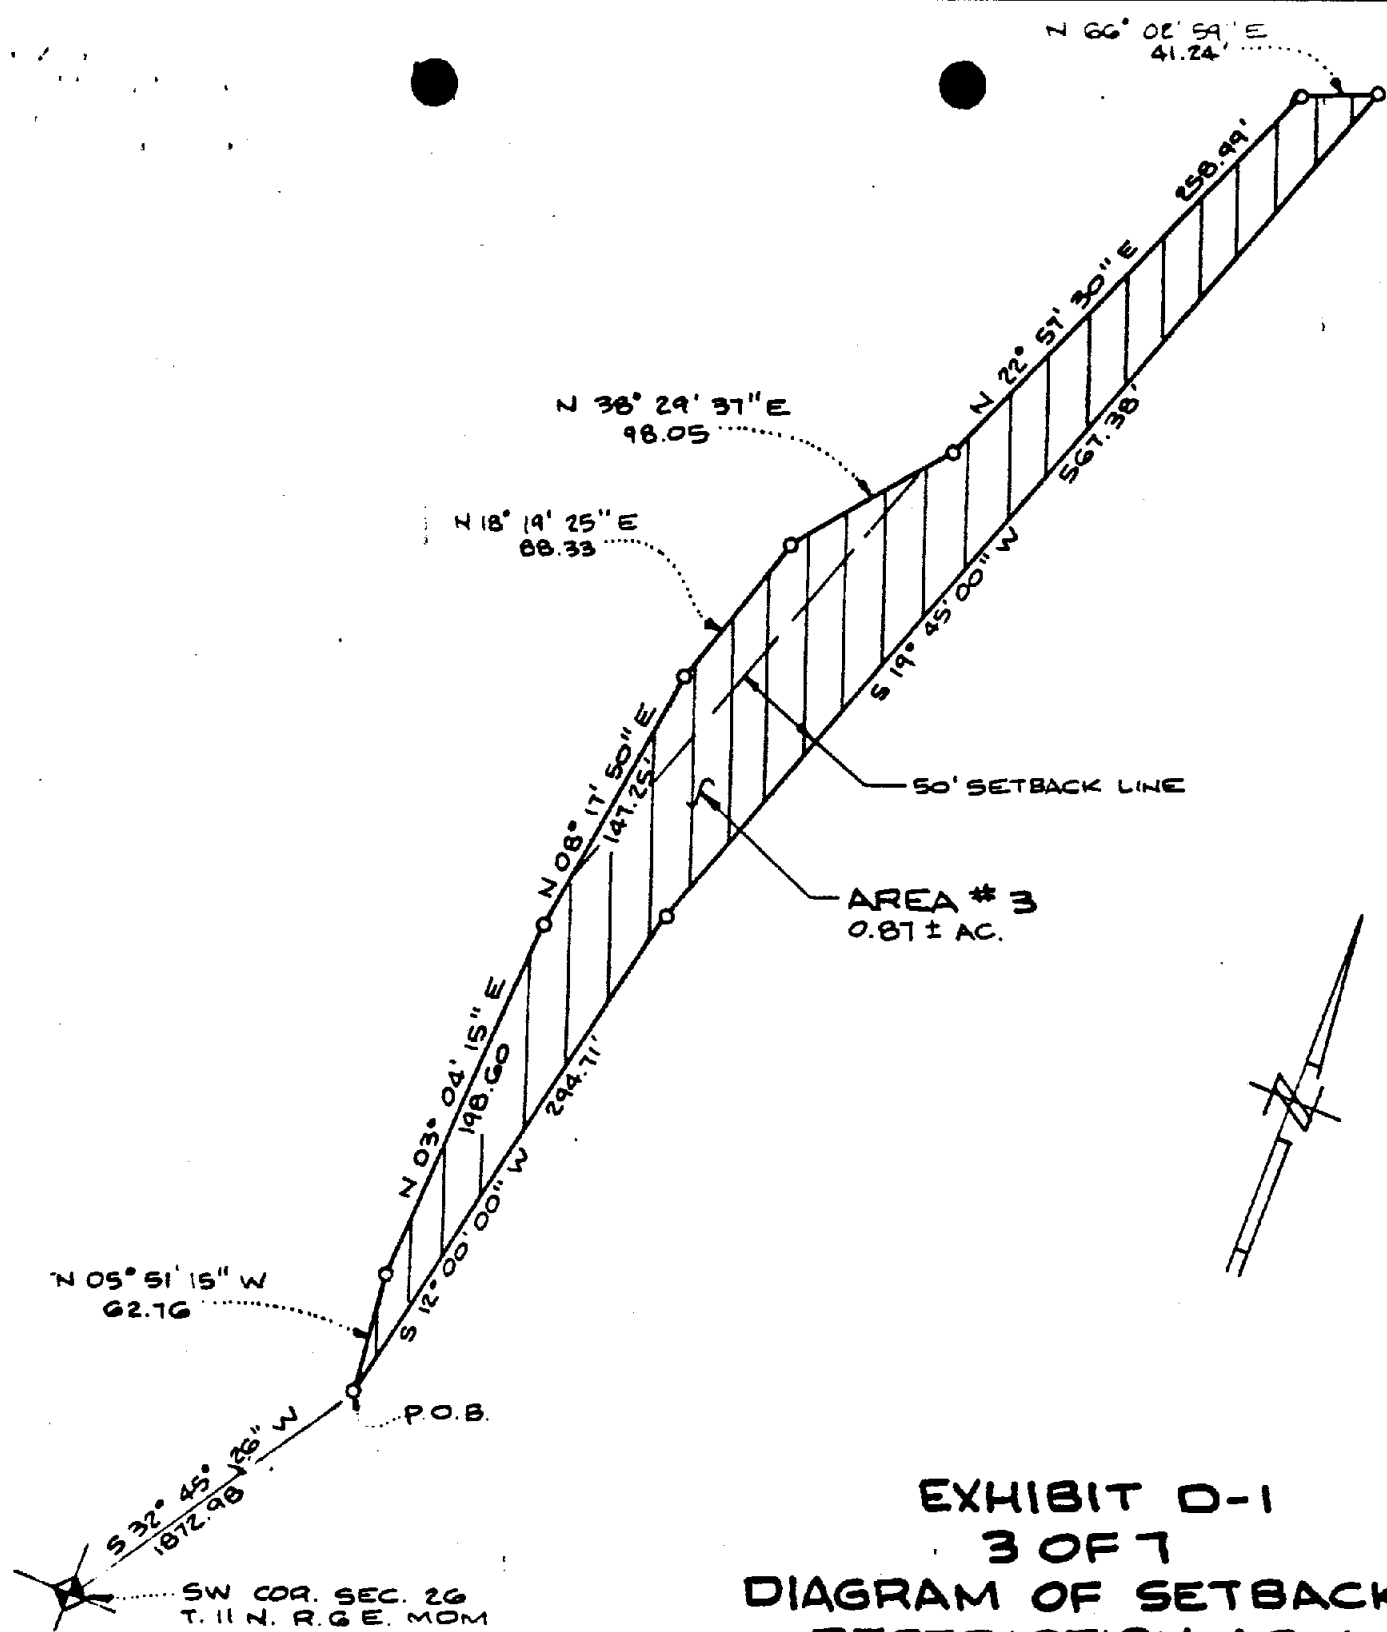 N 66° 02' 59" E
41.24'
258.99'
N 22° 57' 30" E
567.38'
S 19° 45' 00" W
N 38° 29' 37" E
98.05
N 18° 19' 25" E
88.33
50' SETBACK LINE
N 08° 17' 50" E
147.25'
AREA # 3
0.87 ± AC.
N 03° 04' 15" E
198.60
294.71'
S 12° 00' 00" W
N
N 05° 51' 15" W
62.76
P.O.B.
S 32° 45° 26" W
1872.98
SW COR. SEC. 26
T. 11 N. R. 6 E. MDM
EXHIBIT D-1
3 OF 7
DIAGRAM OF SETBACK